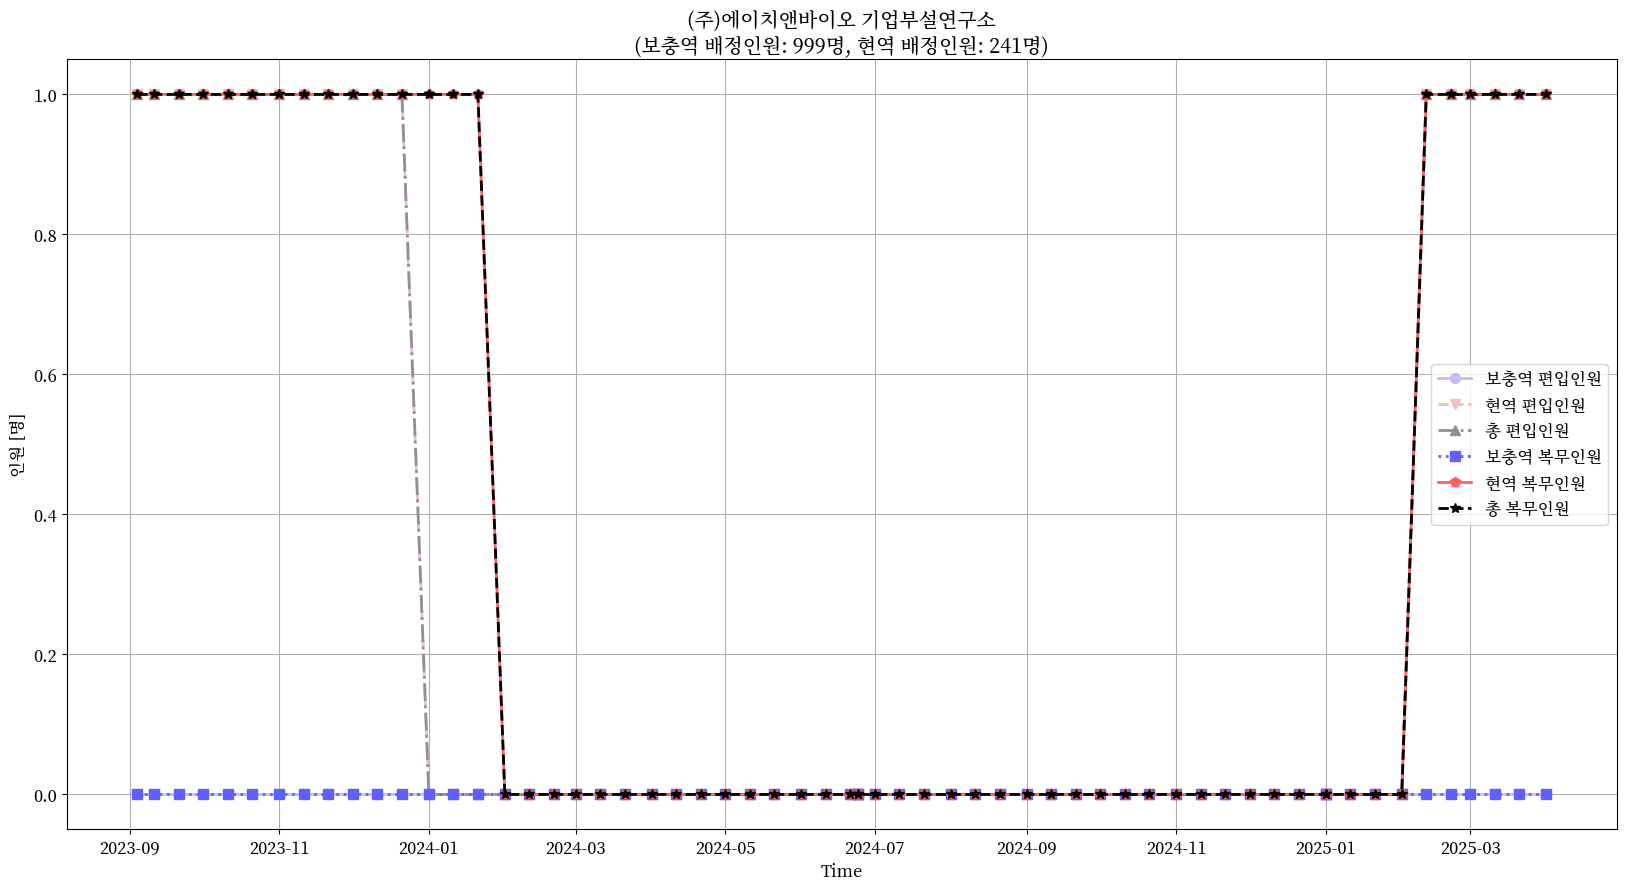 (주)에이치앤바이오 기업부설연구소
(보충역 배정인원: 999명, 현역 배정인원: 241명)
인원 [명]
1.0
0.8
0.6
0.4
0.2
0.0
보충역 편입인원
현역 편입인원
총 편입인원
보충역 복무인원
현역 복무인원
총 복무인원
2023-09
2023-11
2024-01
2024-03
2024-05
2024-07
2024-09
2024-11
2025-01
2025-03
Time